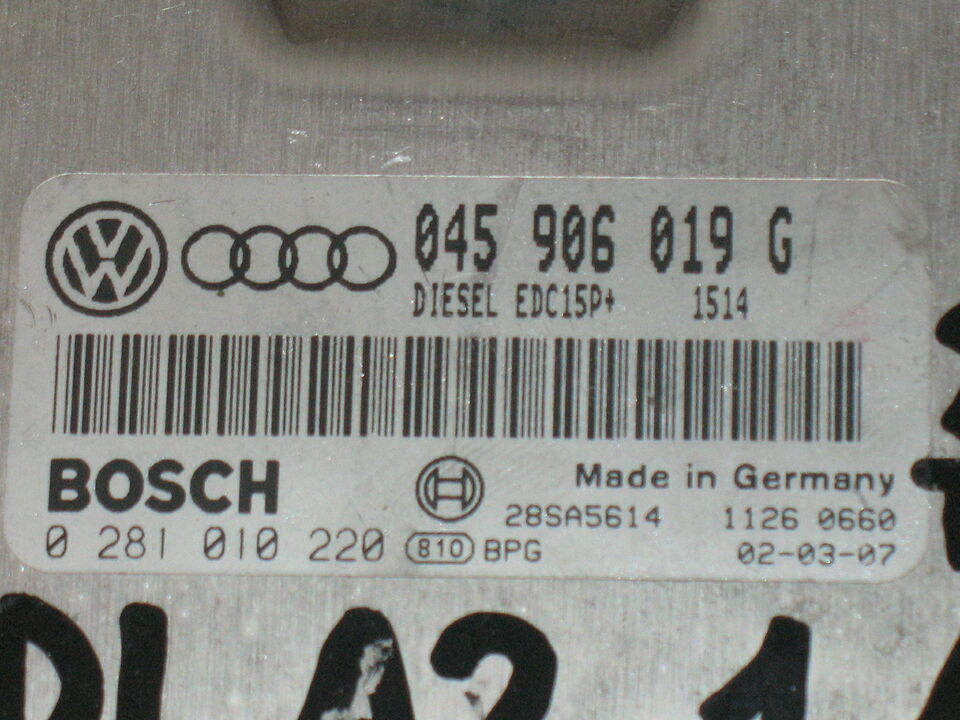 045 906 019 G
DIESEL EDC15P+ 1514
BOSCH
Made in Germany
28SA5614 1126 0660
0 281 010 220 810 BPG 02-03-07
A2